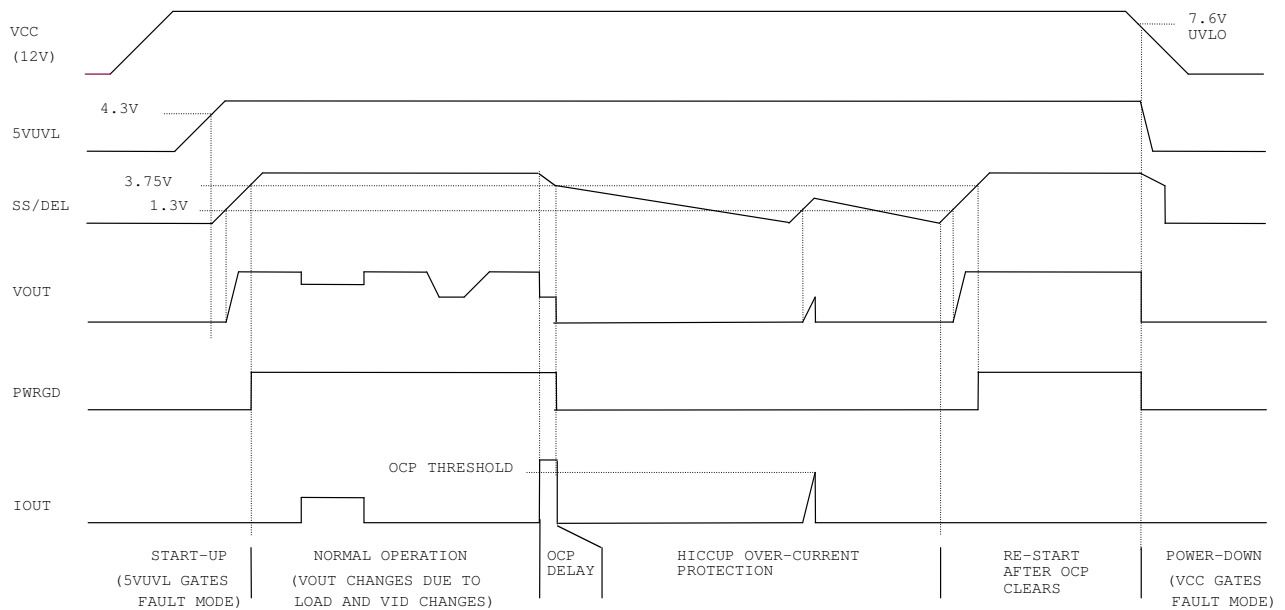 VCC
(12V)
7.6V
UVLO
4.3V
5VUVL
3.75V
SS/DEL
1.3V
VOUT
PWRGD
OCP THRESHOLD
IOUT
START-UP
(5VUVL GATES
FAULT MODE)
NORMAL OPERATION
(VOUT CHANGES DUE TO
LOAD AND VID CHANGES)
OCP
DELAY
HICCUP OVER-CURRENT
PROTECTION
RE-START
AFTER OCP
CLEARS
POWER-DOWN
(VCC GATES
FAULT MODE)